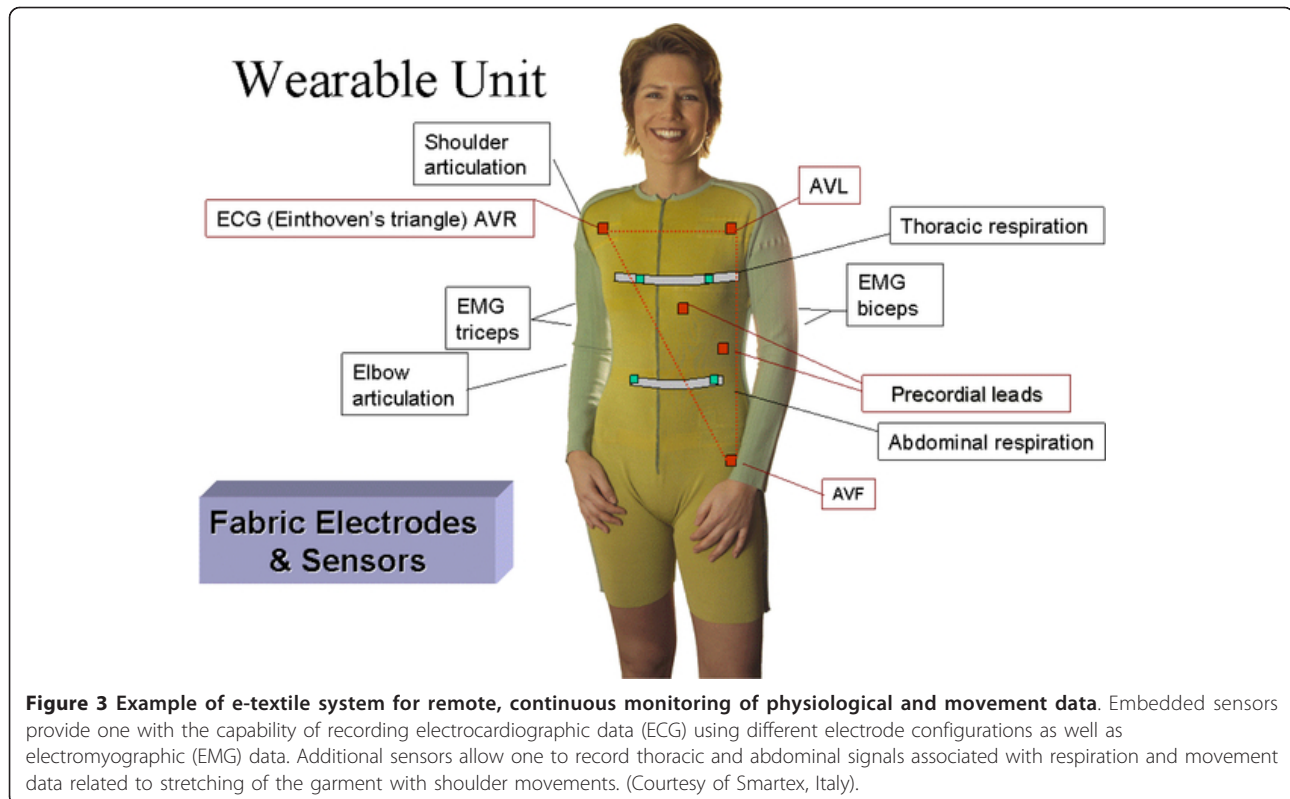 Wearable Unit
Shoulder
articulation
ECG (Einthoven's triangle) AVR
AVL
Thoracic respiration
EMG
triceps
EMG
biceps
Elbow
articulation
Precordial leads
Abdominal respiration
AVF
Fabric Electrodes
& Sensors
Figure 3 Example of e-textile system for remote, continuous monitoring of physiological and movement data. Embedded sensors
provide one with the capability of recording electrocardiographic data (ECG) using different electrode configurations as well as
electromyographic (EMG) data. Additional sensors allow one to record thoracic and abdominal signals associated with respiration and movement
data related to stretching of the garment with shoulder movements. (Courtesy of Smartex, Italy).